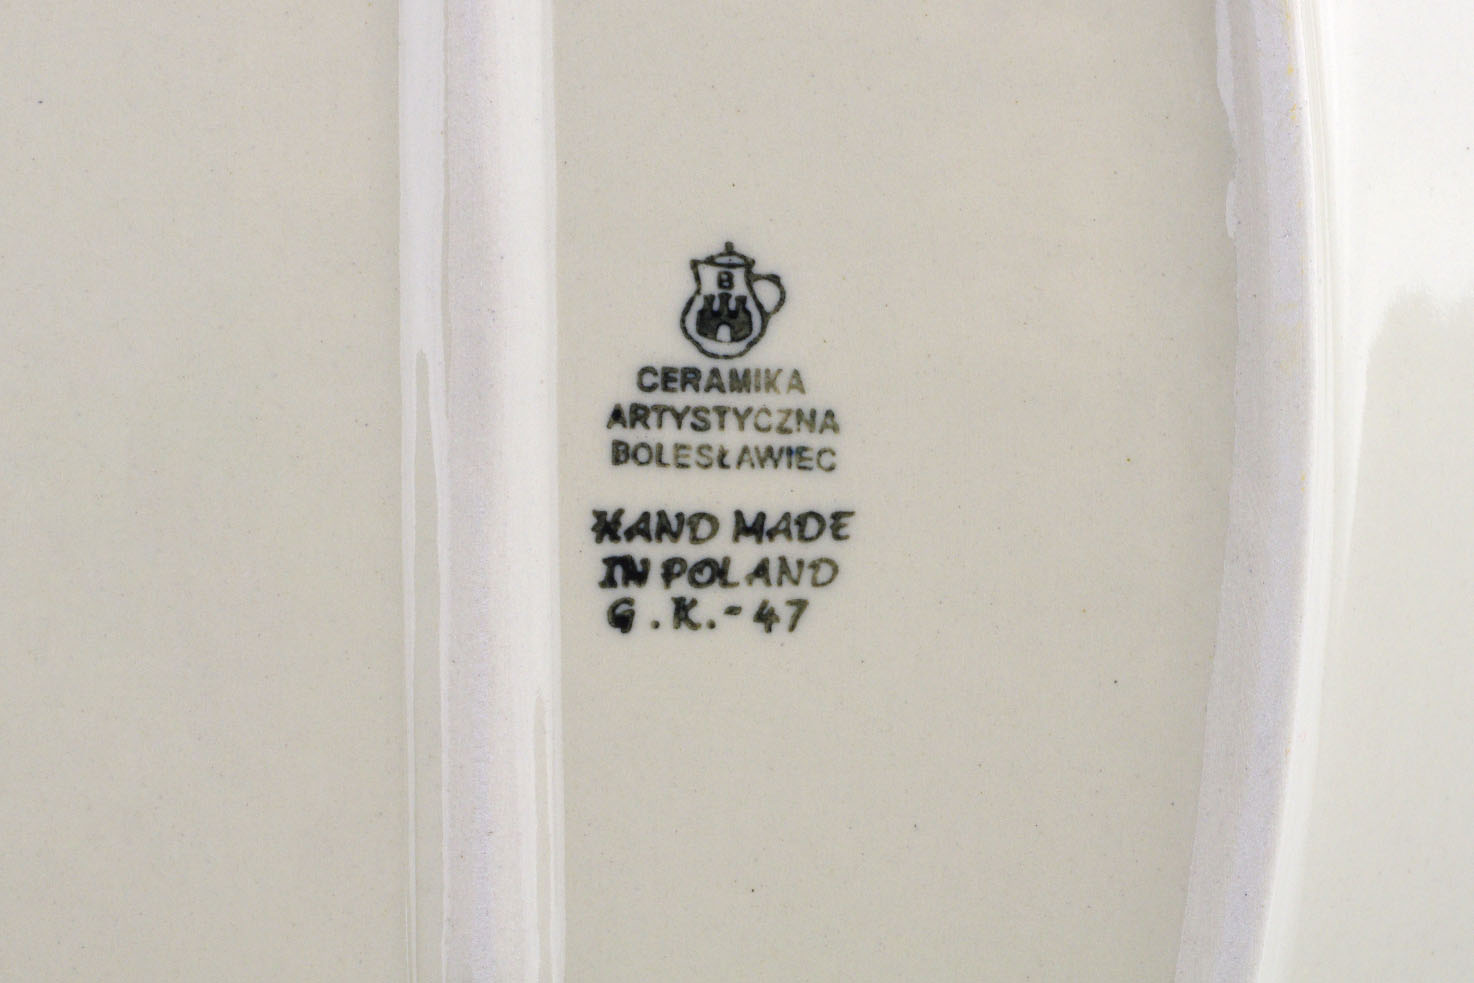 B
CERAMIKA
ARTYSTYCZNA
BOLESŁAWIEC
HAND MADE
IN POLAND
G.K.-47